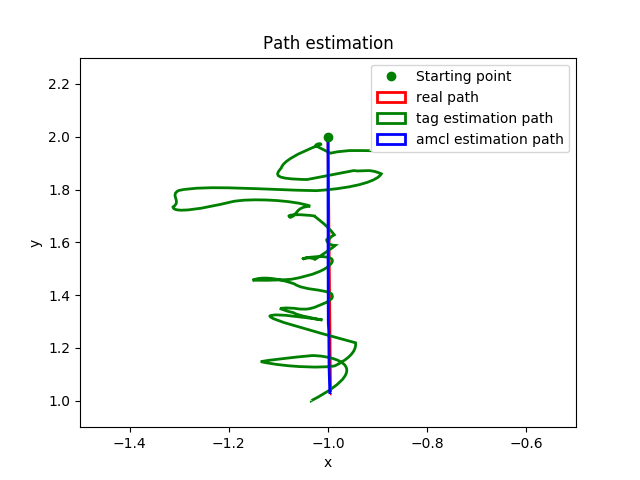 Path estimation
Starting point
real path
tag estimation path
amcl estimation path
2.2
2.0
1.8
1.6
1.4
1.2
1.0
y
−1.4 −1.2 −1.0 −0.8 −0.6
x